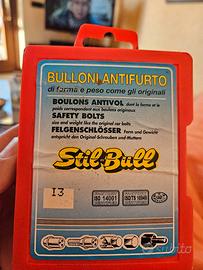 BULLONI ANTIFURTO
di forma e peso come gli originali
BOULONS ANTIVOL dont la forme et le
poids correspondent aux boulons originaux
SAFETY BOLTS
size and weight like the original car bolts
FELGENSCHLÖSSER Form und Gewicht
entspricht den Original-Schrauben und Muttern
Stil-Bull
13
ISO 14001
ISO/TS 16949
subito